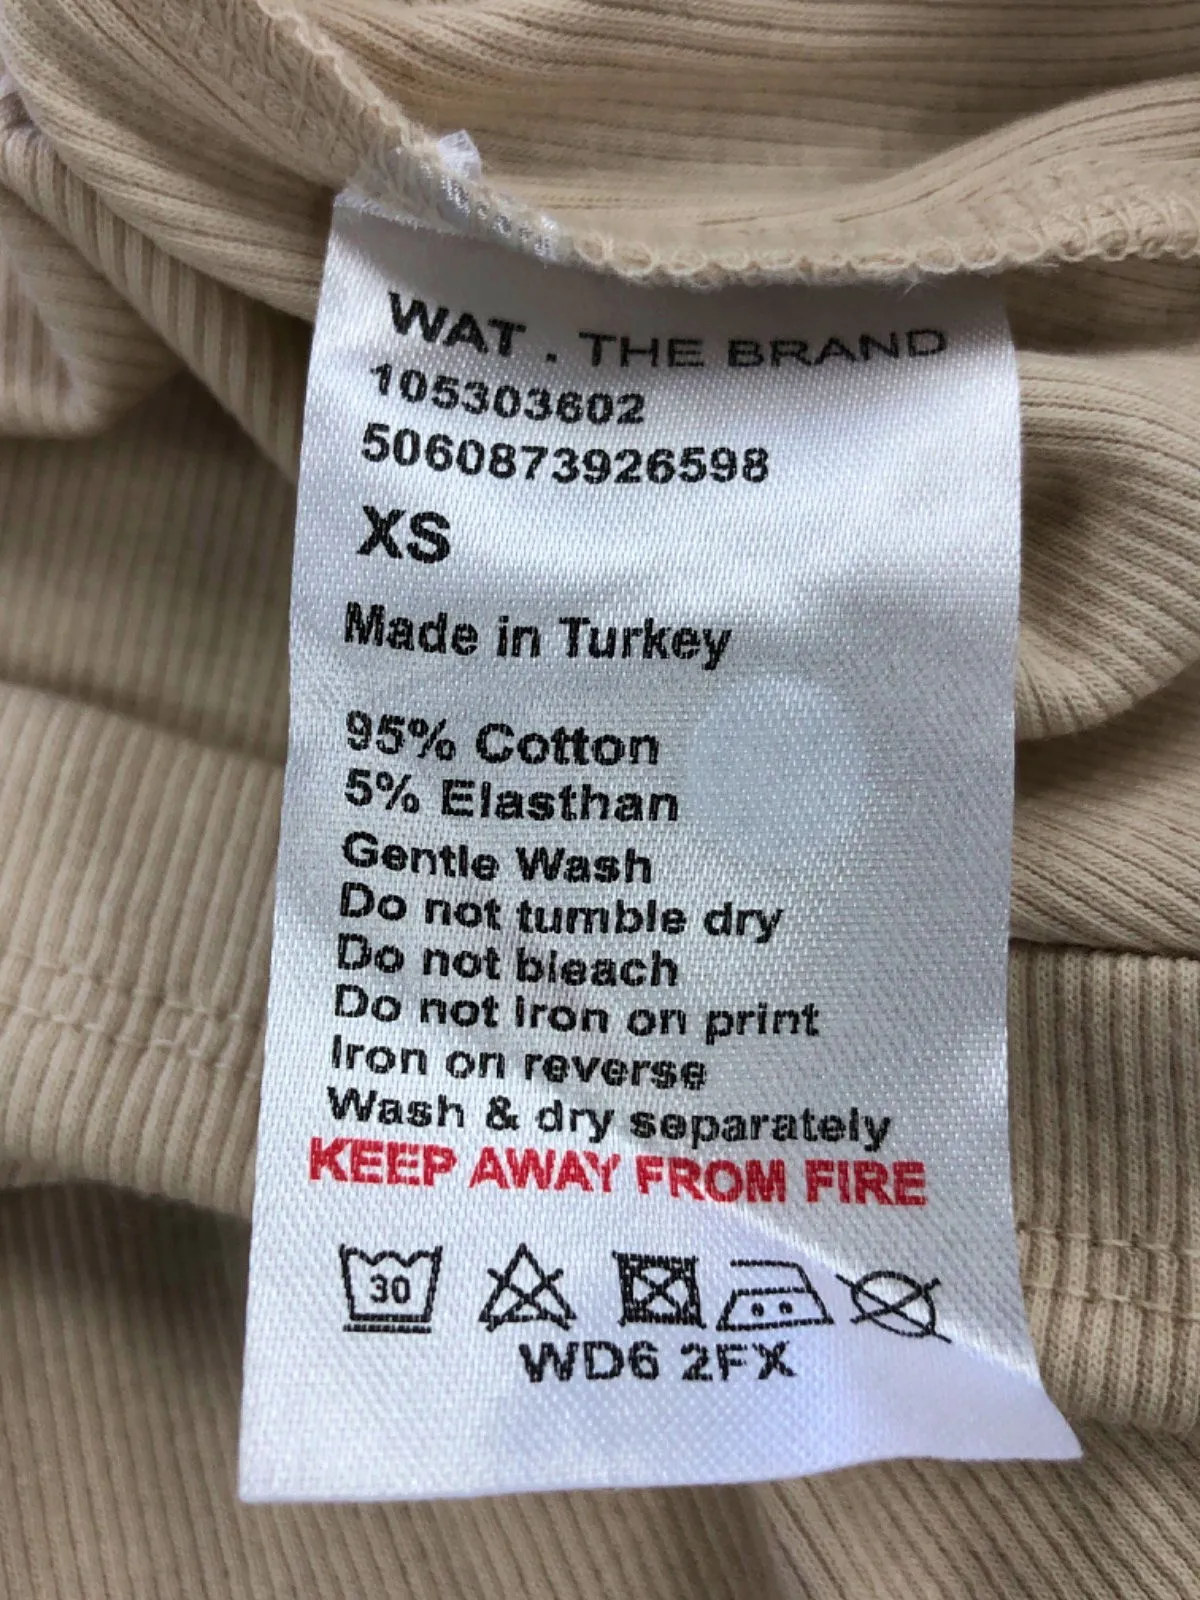 WAT . THE BRAND
105303602
5060873926598
XS
Made in Turkey
95% Cotton
5% Elasthan
Gentle Wash
Do not tumble dry
Do not bleach
Do not Iron on print
Iron on reverse
Wash & dry separately
KEEP AWAY FROM FIRE
30
WD6 2FX